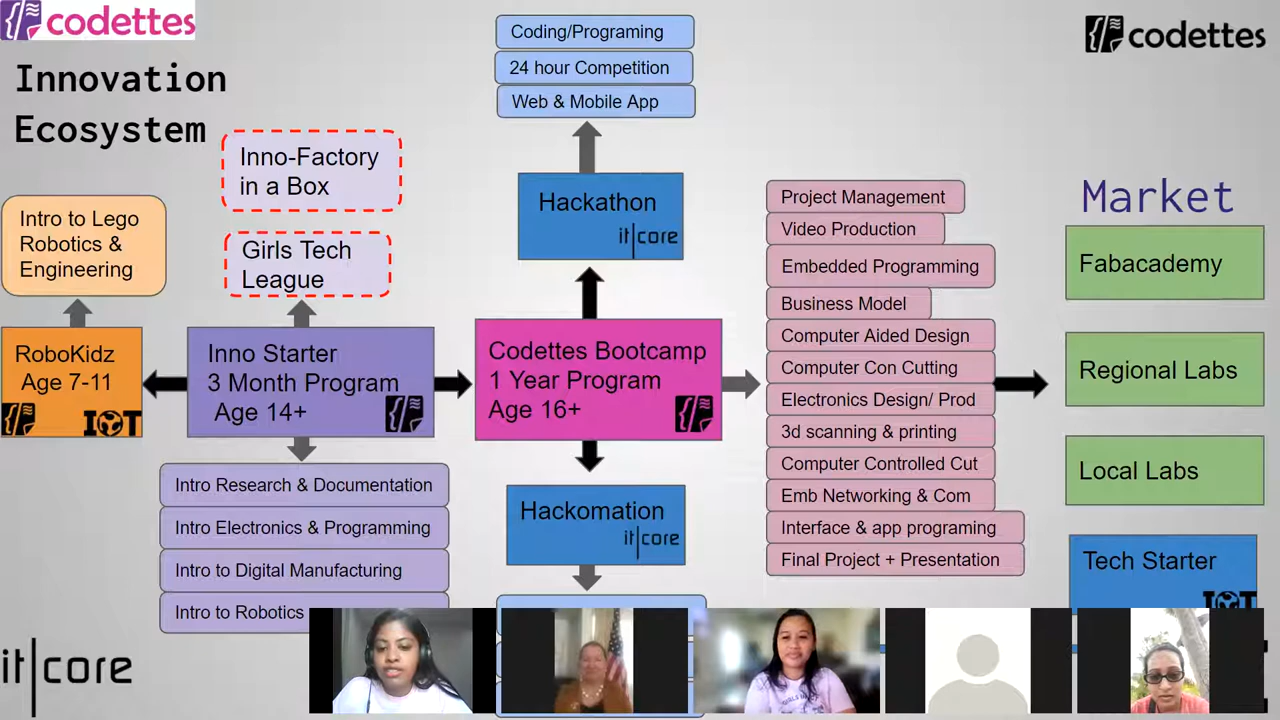 codettes
codettes
Innovation
Ecosystem
Coding/Programing
24 hour Competition
Web & Mobile App
Inno-Factory
in a Box
Girls Tech
League
Intro to Lego
Robotics &
Engineering
Hackathon
it|core
RoboKidz
Age 7-11
IOT
Inno Starter
3 Month Program
Age 14+
Codettes Bootcamp
1 Year Program
Age 16+
Intro Research & Documentation
Intro Electronics & Programming
Intro to Digital Manufacturing
Intro to Robotics
Hackomation
it|core
Project Management
Video Production
Embedded Programming
Business Model
Computer Aided Design
Computer Con Cutting
Electronics Design/ Prod
3d scanning & printing
Computer Controlled Cut
Emb Networking & Com
Interface & app programing
Final Project + Presentation
Market
Fabacademy
Regional Labs
Local Labs
Tech Starter
IOT
it|core